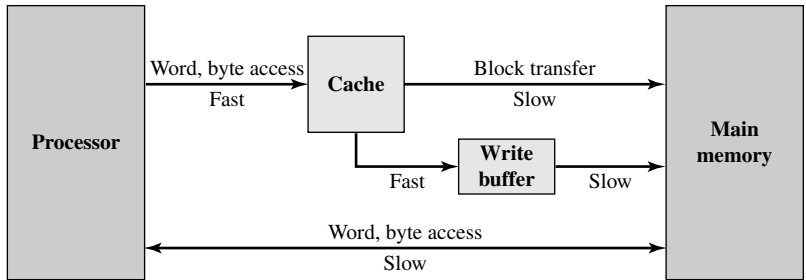 Processor
Word, byte access
Fast
Cache
Block transfer
Slow
Fast
Write
buffer
Slow
Main
memory
Word, byte access
Slow